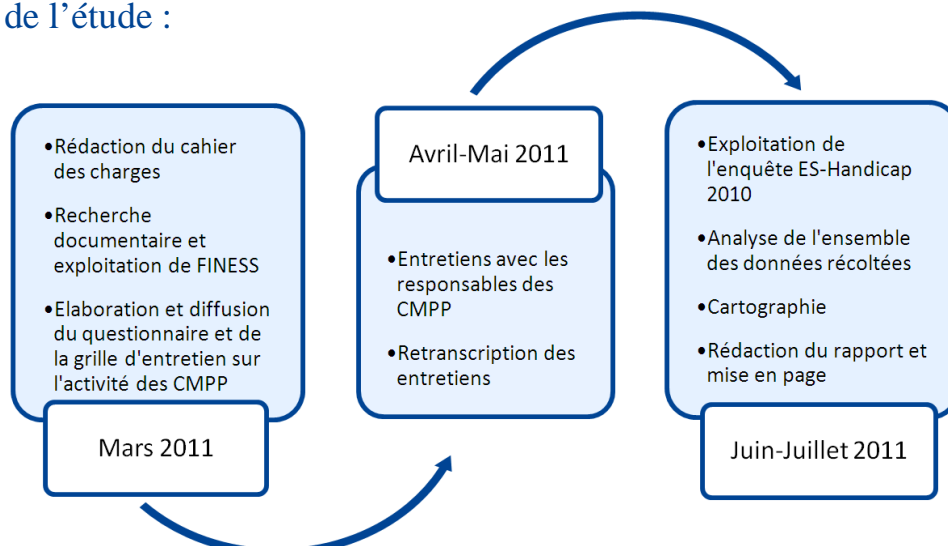 de l’étude :
•Rédaction du cahier
des charges
•Recherche
documentaire et
exploitation de FINESS
•Elaboration et diffusion
du questionnaire et de
la grille d'entretien sur
l'activité des CMPP
Mars 2011
Avril-Mai 2011
•Entretiens avec les
responsables des
CMPP
•Retranscription des
entretiens
•Exploitation de
l'enquête ES-Handicap
2010
•Analyse de l'ensemble
des données récoltées
•Cartographie
•Rédaction du rapport et
mise en page
Juin-Juillet 2011